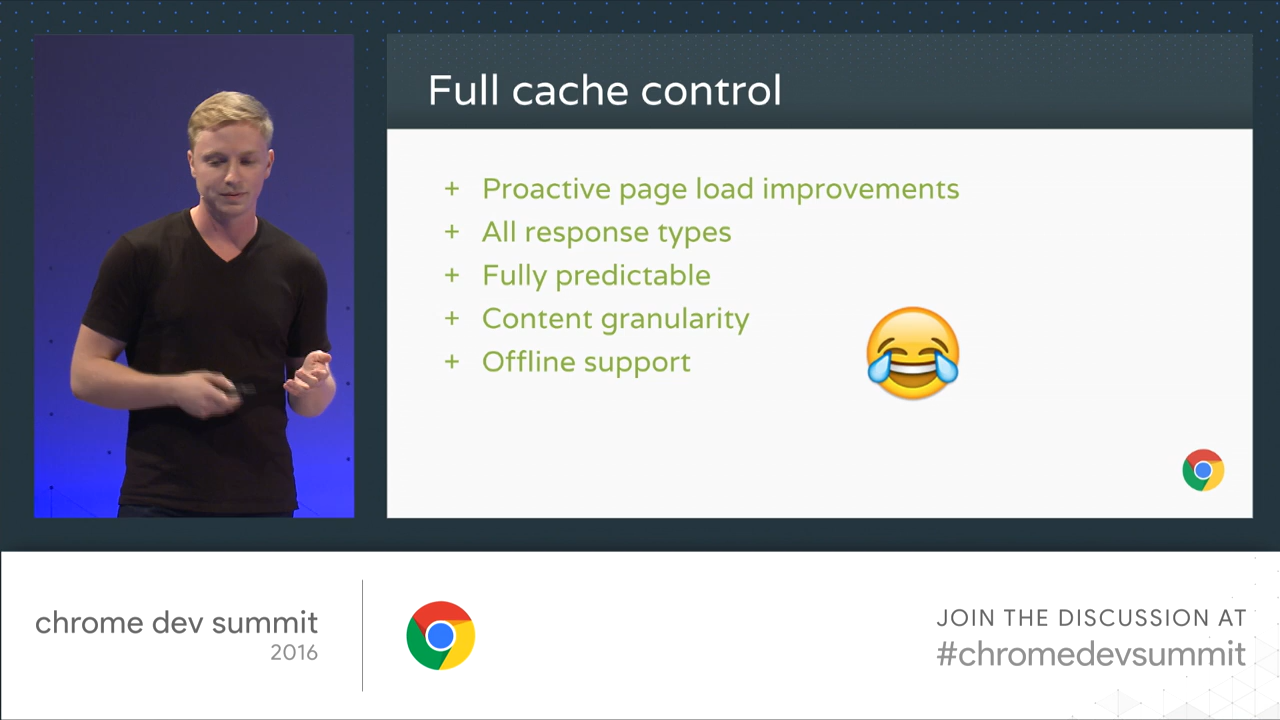 Full cache control
+ Proactive page load improvements
+ All response types
+ Fully predictable
+ Content granularity
+ Offline support
chrome dev summit
2016
JOIN THE DISCUSSION AT
#chromedevsummit